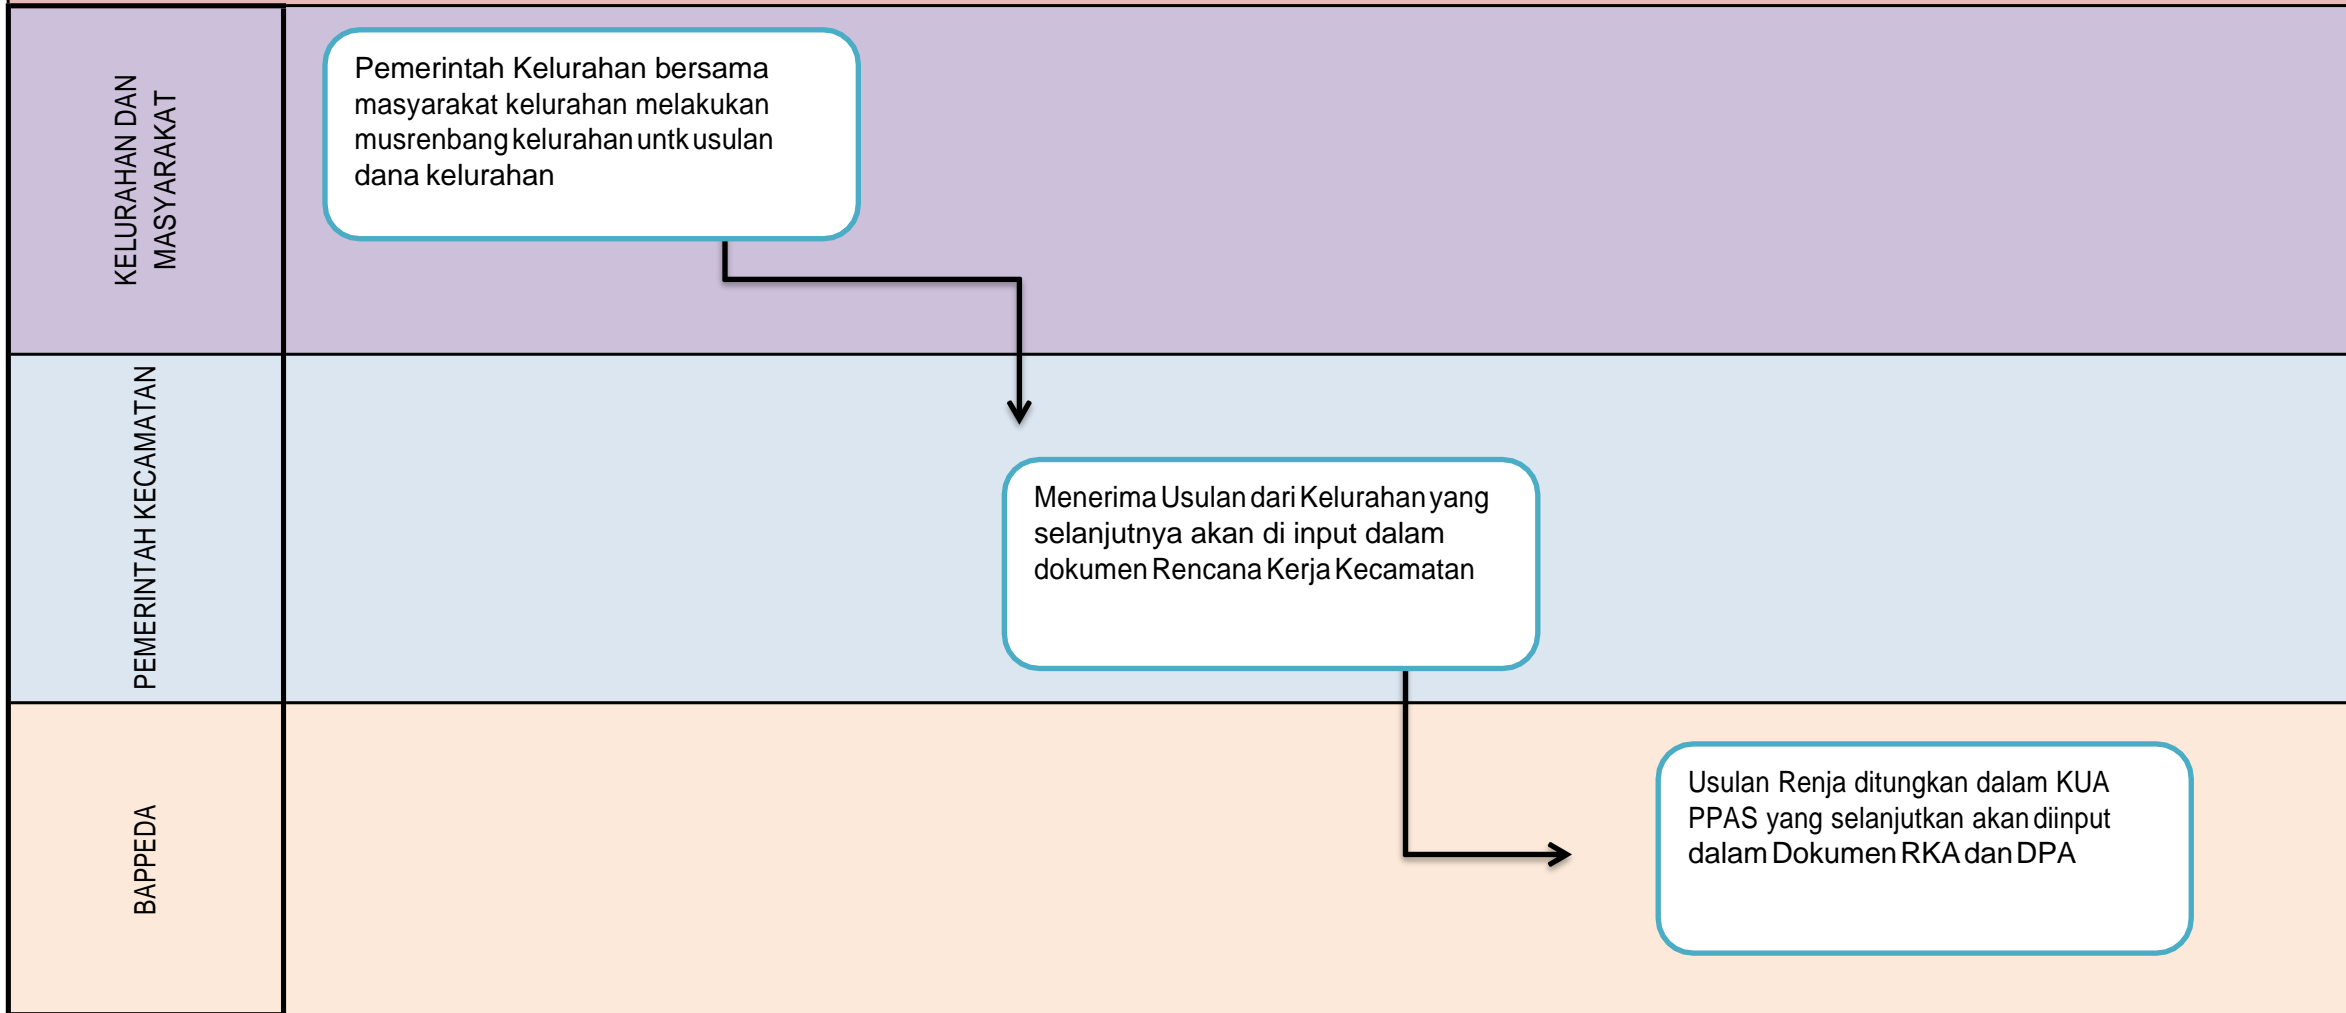 KELURAHAN DAN
MASYARAKAT
Pemerintah Kelurahan bersama
masyarakat kelurahan melakukan
musrenbang kelurahan untk usulan
dana kelurahan
PEMERINTAH KECAMATAN
Menerima Usulan dari Kelurahan yang
selanjutnya akan di input dalam
dokumen Rencana Kerja Kecamatan
BAPPEDA
Usulan Renja ditungkan dalam KUA
PPAS yang selanjutkan akan diinput
dalam Dokumen RKA dan DPA